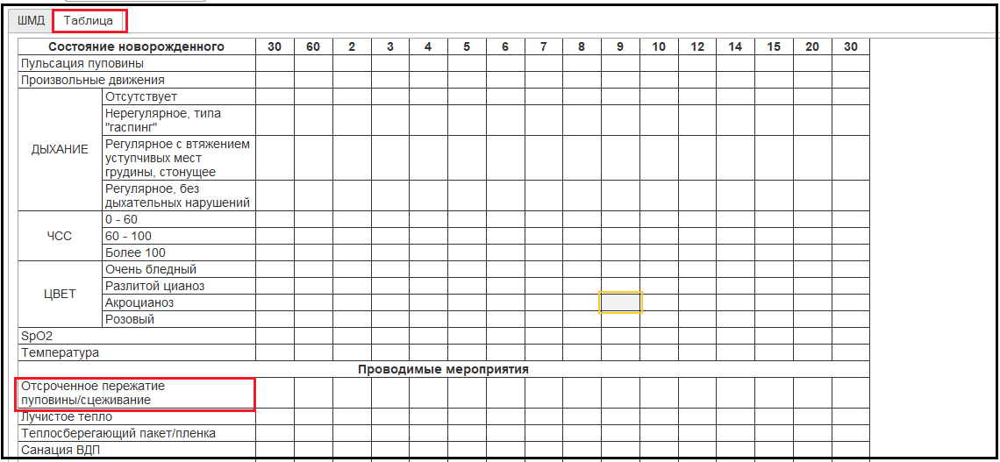 ШМД Таблица
Состояние новорожденного 30 60 2 3 4 5 6 7 8 9 10 12 14 15 20 30
Пульсация пуповины
Произвольные движения
ДЫХАНИЕ
Отсутствует
Нерегулярное, типа
"гаспинг"
Регулярное с втяжением
уступчивых мест
грудины, стонущее
Регулярное, без
дыхательных нарушений
ЧСС
0 - 60
60 - 100
Более 100
ЦВЕТ
Очень бледный
Разлитой цианоз
Акроцианоз
Розовый
SpO2
Температура
Проводимые мероприятия
Отсроченное пережатие
пуповины/сцеживание
Лучистое тепло
Теплосберегающий пакет/пленка
Санация ВДП